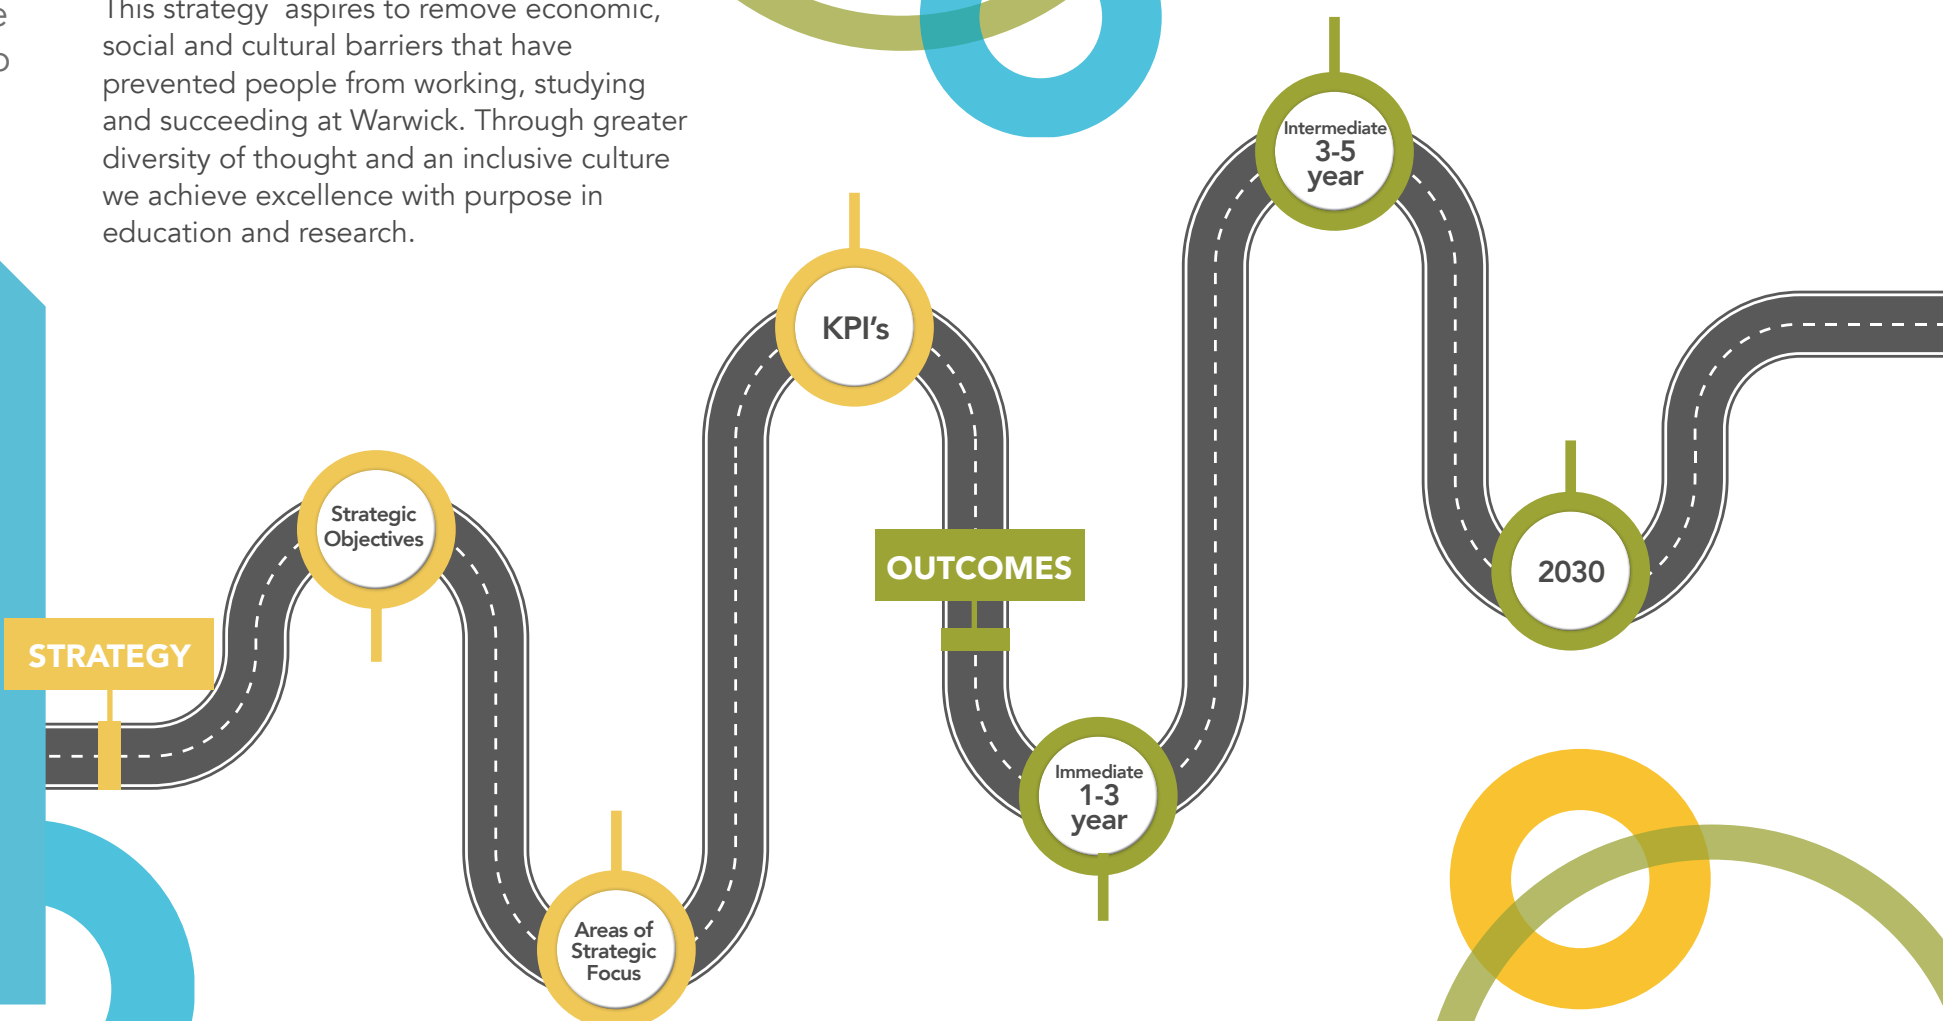 This strategy aspires to remove economic,
social and cultural barriers that have
prevented people from working, studying
and succeeding at Warwick. Through greater
diversity of thought and an inclusive culture
we achieve excellence with purpose in
education and research.
STRATEGY
Strategic
Objectives
Areas of
Strategic
Focus
KPI's
OUTCOMES
Immediate
1-3
year
Intermediate
3-5
year
2030